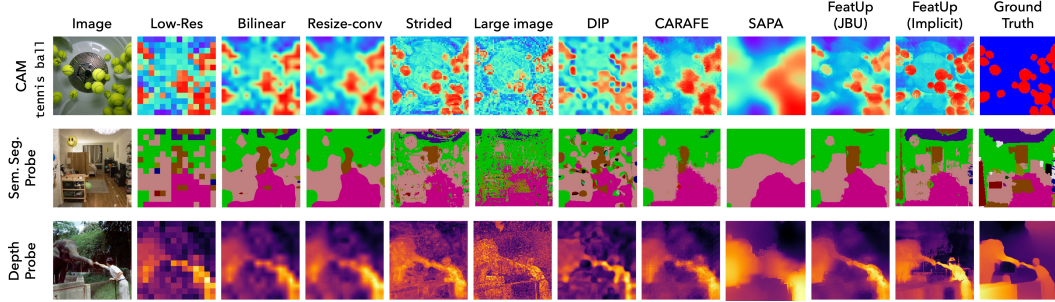 Image Low-Res Bilinear Resize-conv Strided Large image DIP CARAFE SAPA FeatUp (JBU) FeatUp (Implicit) Ground Truth
CAM
tennis ball
Sem. Seg.
Probe
Depth
Probe